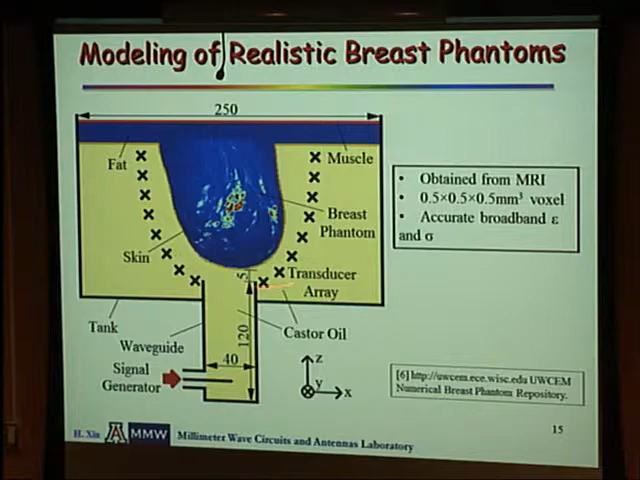 Modeling of Realistic Breast Phantoms
250
Fat
Muscle
Breast
Phantom
Skin
Transducer
Array
5
Tank
Waveguide
Castor Oil
120
40
Signal
Generator
z
y
x
• Obtained from MRI
• 0.5×0.5×0.5mm³ voxel
• Accurate broadband ε
and σ
[6] http://uwcem.ece.wisc.edu UWCEM
Numerical Breast Phantom Repository.
H. Xin A MMW Millimeter Wave Circuits and Antennas Laboratory
15